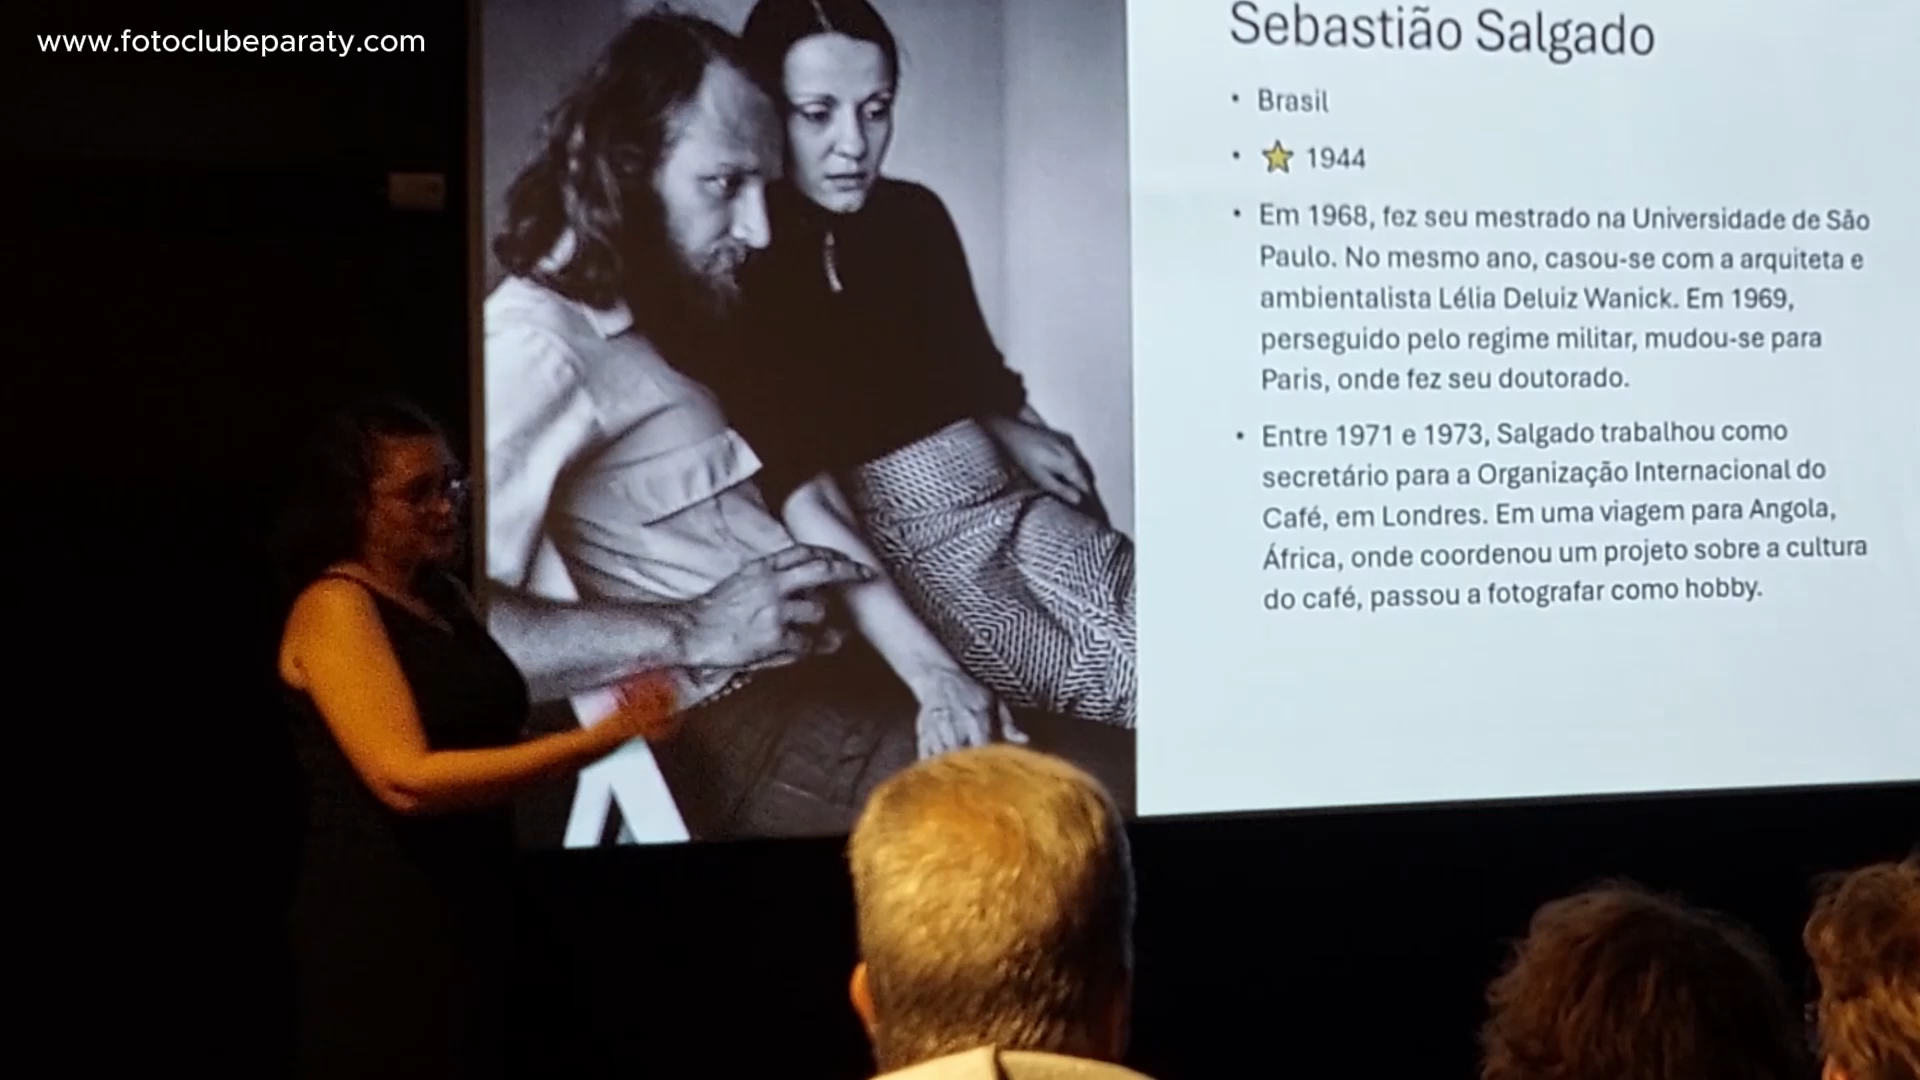 www.fotoclubeparaty.com
Sebastião Salgado
• Brasil
• ⭐ 1944
• Em 1968, fez seu mestrado na Universidade de São
Paulo. No mesmo ano, casou-se com a arquiteta e
ambientalista Lélia Deluiz Wanick. Em 1969,
perseguido pelo regime militar, mudou-se para
Paris, onde fez seu doutorado.
• Entre 1971 e 1973, Salgado trabalhou como
secretário para a Organização Internacional do
Café, em Londres. Em uma viagem para Angola,
África, onde coordenou um projeto sobre a cultura
do café, passou a fotografar como hobby.